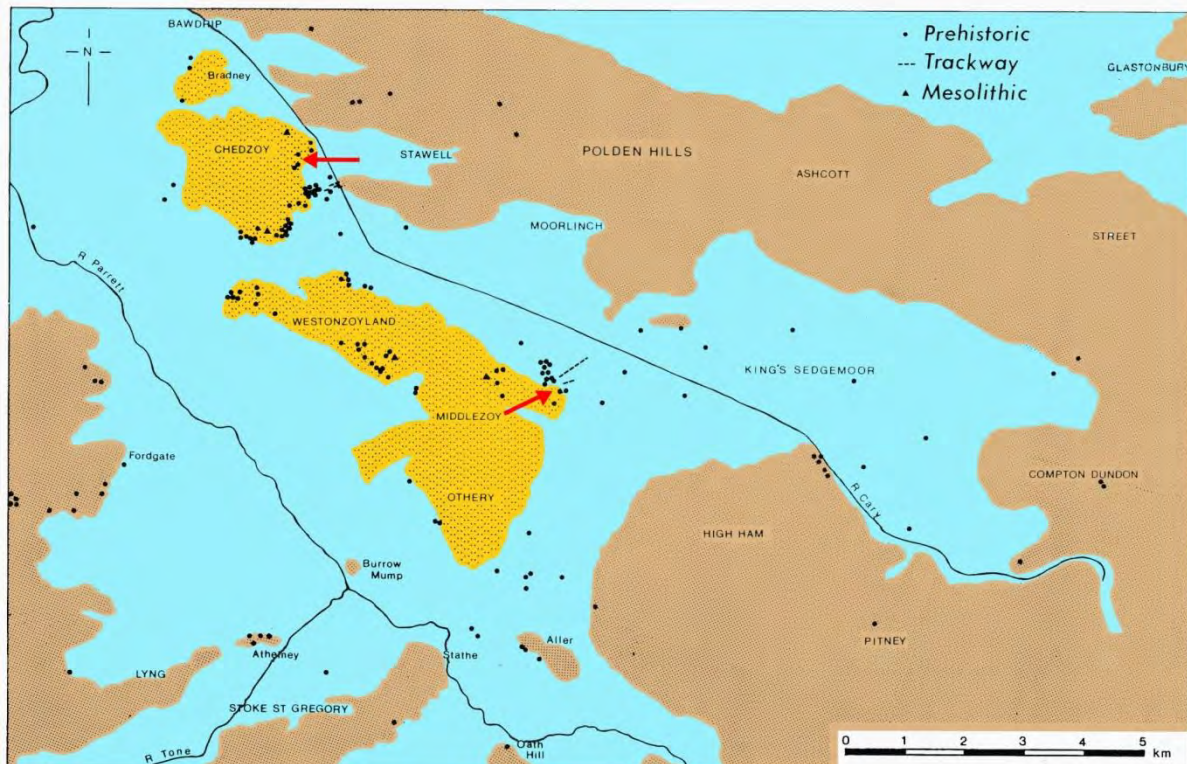 BAWDRIP
N
Bradney
• Prehistoric
--- Trackway
▲ Mesolithic
GLASTONBURY
CHEDZOY
STAWELL
POLDEN HILLS
ASHCOTT
MOORLINCH
STREET
R Parrett
WESTONZOYLAND
KING'S SEDGEMOOR
MIDDLEZOY
Fordgate
COMPTON DUNDON
OTHERY
R Cary
HIGH HAM
Burrow
Mump
Athelney
Stathe
Aller
PITNEY
LYNG
STOKE ST GREGORY
R Tone
Oath
Hill
0 1 2 3 4 5
km